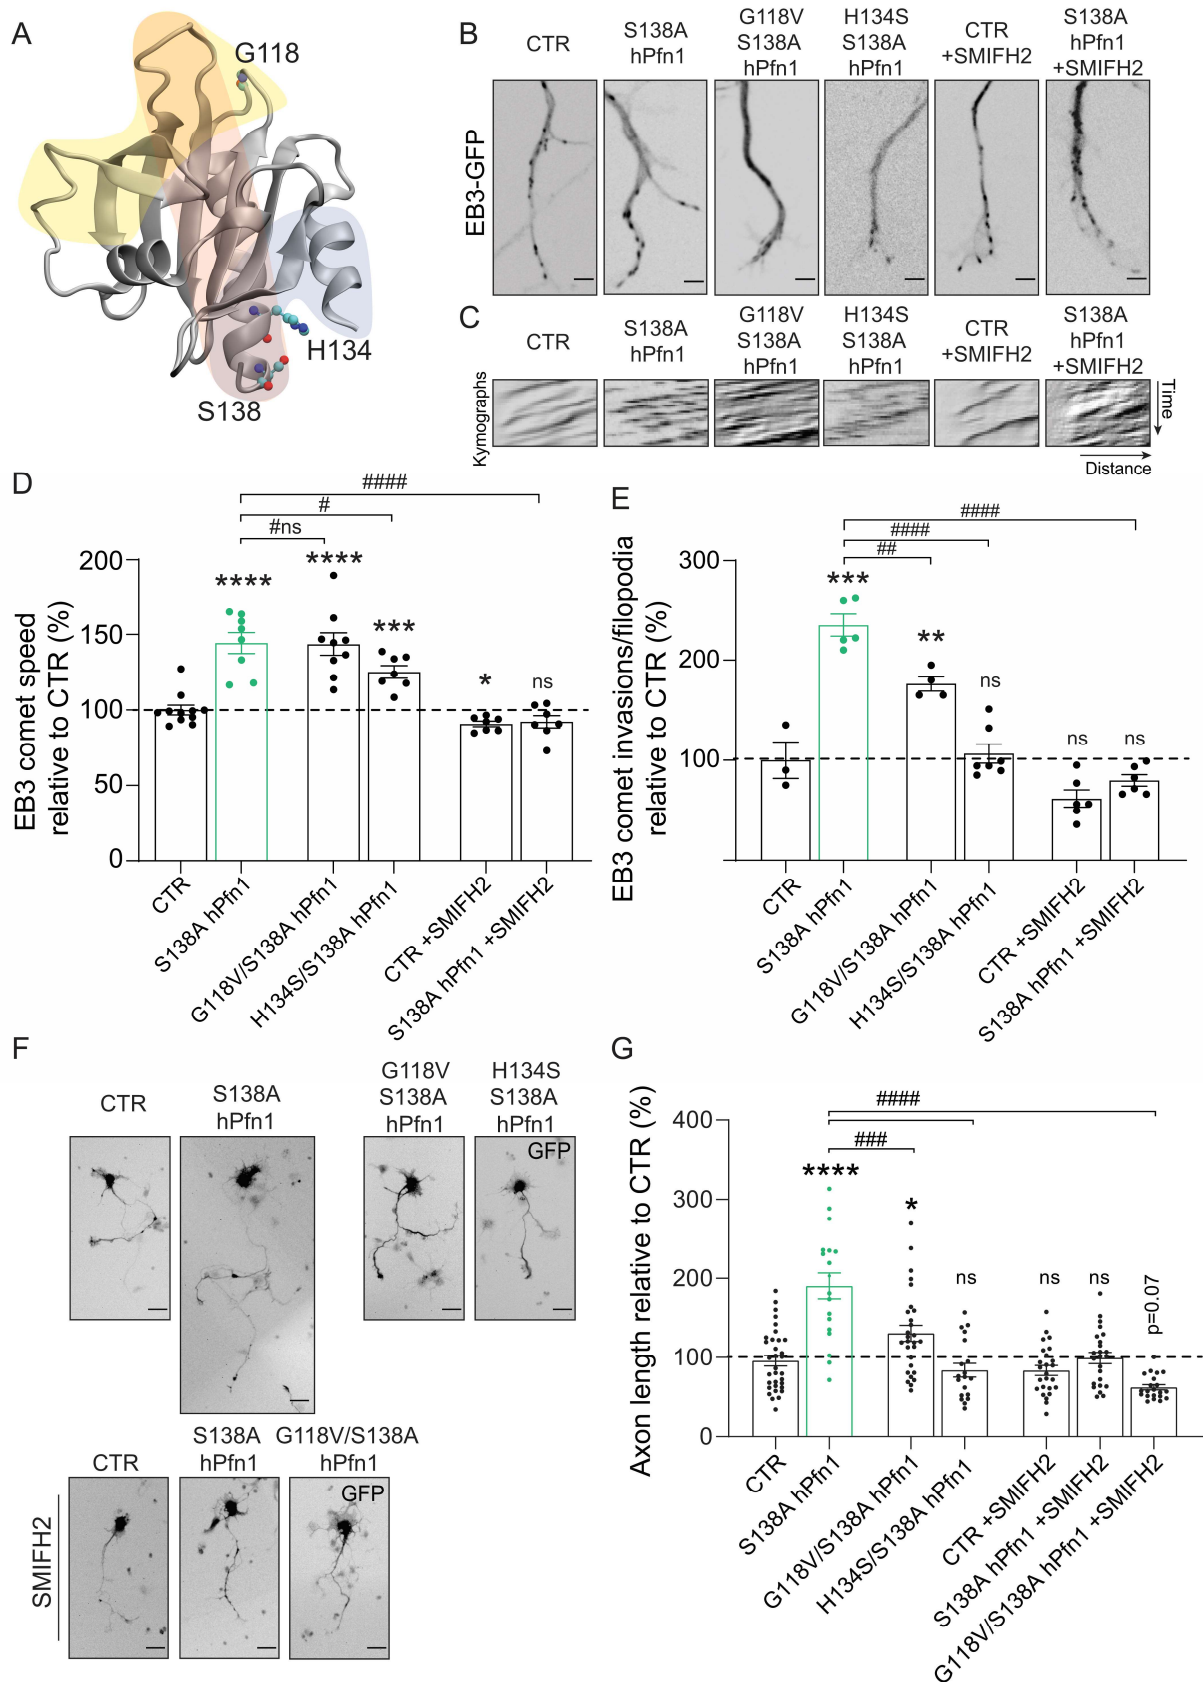 A
G118
H134
S138
B
CTR
S138A
hPfn1
G118V
S138A
hPfn1
H134S
S138A
hPfn1
CTR
+SMIFH2
S138A
hPfn1
+SMIFH2
EB3-GFP
C
CTR
S138A
hPfn1
G118V
S138A
hPfn1
H134S
S138A
hPfn1
CTR
+SMIFH2
S138A
hPfn1
+SMIFH2
Kymographs
Time
Distance
D
EB3 comet speed
relative to CTR (%)
200
150
100
50
0
####
#
#ns
****
****
***
*
ns
CTR
S138A hPfn1
G118V/S138A hPfn1
H134S/S138A hPfn1
CTR +SMIFH2
S138A hPfn1 +SMIFH2
E
EB3 comet invasions/filopodia
relative to CTR (%)
300
200
100
####
####
##
***
**
ns
ns
ns
CTR
S138A hPfn1
G118V/S138A hPfn1
H134S/S138A hPfn1
CTR +SMIFH2
S138A hPfn1 +SMIFH2
F
CTR
S138A
hPfn1
G118V
S138A
hPfn1
H134S
S138A
hPfn1
GFP
SMIFH2
CTR
S138A
hPfn1
G118V/S138A
hPfn1
GFP
G
Axon length relative to CTR (%)
400
300
200
100
0
####
###
****
*
ns
ns
ns
p=0.07
CTR
S138A hPfn1
G118V/S138A hPfn1
H134S/S138A hPfn1
CTR +SMIFH2
S138A hPfn1 +SMIFH2
G118V/S138A hPfn1 +SMIFH2